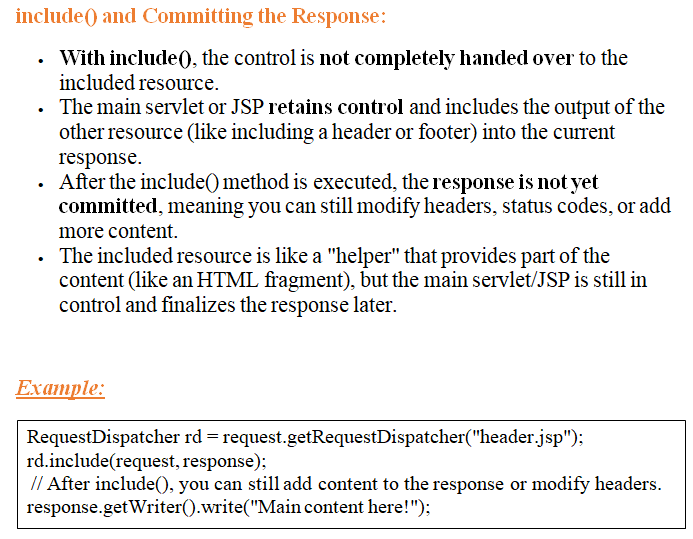 include() and Committing the Response:
• With include(), the control is not completely handed over to the
included resource.
• The main servlet or JSP retains control and includes the output of the
other resource (like including a header or footer) into the current
response.
• After the include() method is executed, the response is not yet
committed, meaning you can still modify headers, status codes, or add
more content.
• The included resource is like a "helper" that provides part of the
content (like an HTML fragment), but the main servlet/JSP is still in
control and finalizes the response later.
Example:
RequestDispatcher rd = request.getRequestDispatcher("header.jsp");
rd.include(request, response);
// After include(), you can still add content to the response or modify headers.
response.getWriter().write("Main content here!");